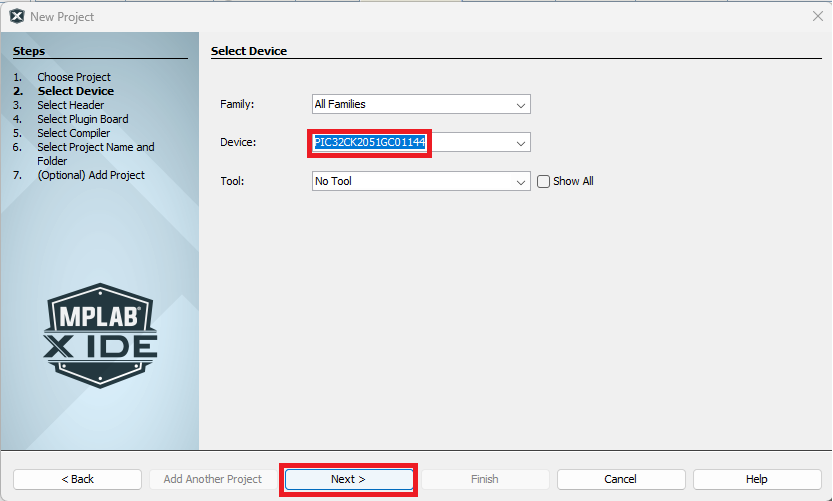 New Project
Steps
1. Choose Project
2. Select Device
3. Select Header
4. Select Plugin Board
5. Select Compiler
6. Select Project Name and
Folder
7. (Optional) Add Project
MPLAB®
X IDE
Select Device
Family: All Families
Device: PIC32CK2051GC01144
Tool: No Tool Show All
< Back Add Another Project Next > Finish Cancel Help